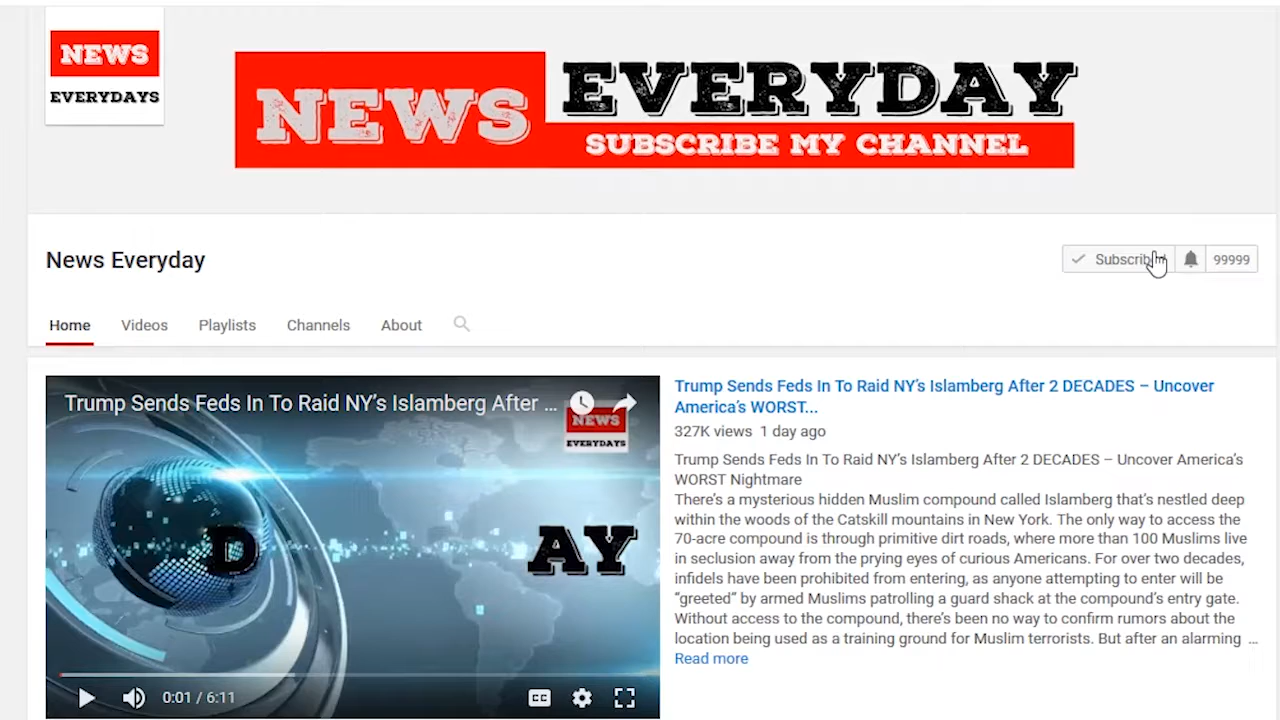 NEWS
EVERYDAYS
NEWS EVERYDAY
SUBSCRIBE MY CHANNEL
News Everyday
99999
Home Videos Playlists Channels About
Trump Sends Feds In To Raid NY’s Islamberg After ...
NEWS
EVERYDAYS
D AY
0:01 / 6:11
CC
Trump Sends Feds In To Raid NY’s Islamberg After 2 DECADES – Uncover
America’s WORST...
327K views 1 day ago
Trump Sends Feds In To Raid NY’s Islamberg After 2 DECADES – Uncover America’s
WORST Nightmare
There’s a mysterious hidden Muslim compound called Islamberg that’s nestled deep
within the woods of the Catskill mountains in New York. The only way to access the
70-acre compound is through primitive dirt roads, where more than 100 Muslims live
in seclusion away from the prying eyes of curious Americans. For over two decades,
infidels have been prohibited from entering, as anyone attempting to enter will be
“greeted” by armed Muslims patrolling a guard shack at the compound’s entry gate.
Without access to the compound, there’s been no way to confirm rumors about the
location being used as a training ground for Muslim terrorists. But after an alarming ...
Read more